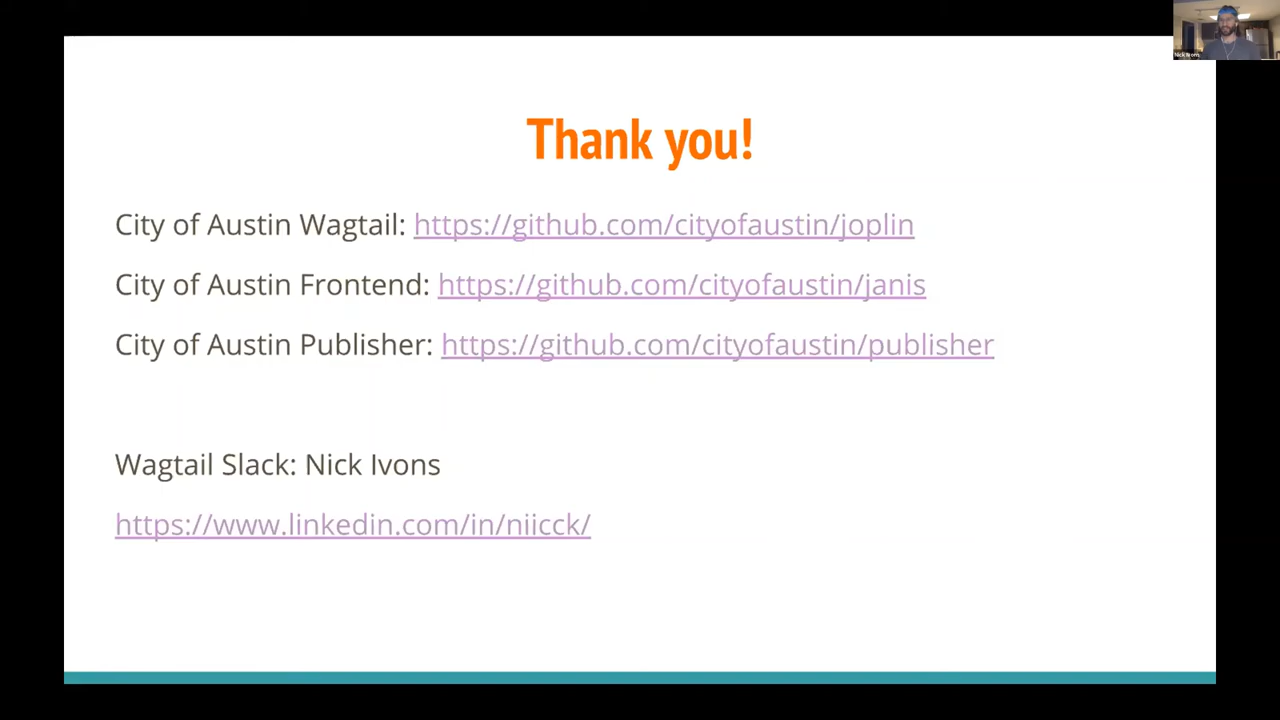 Thank you!
City of Austin Wagtail: https://github.com/cityofaustin/joplin
City of Austin Frontend: https://github.com/cityofaustin/janis
City of Austin Publisher: https://github.com/cityofaustin/publisher
Wagtail Slack: Nick Ivons
https://www.linkedin.com/in/niicck/
Nick Ivons